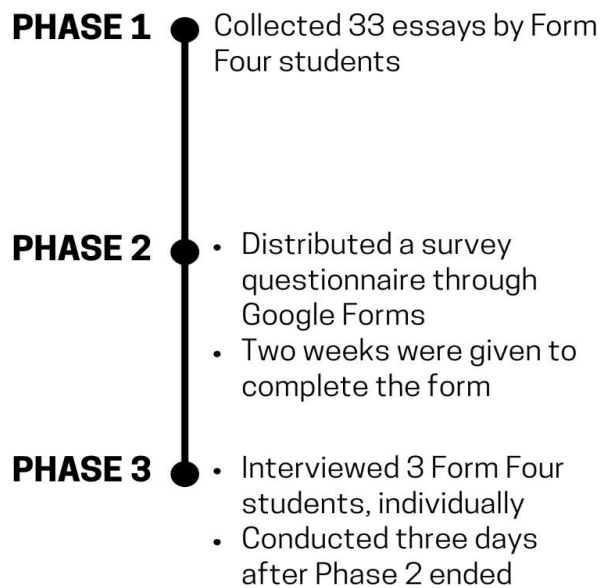 PHASE 1
Collected 33 essays by Form
Four students
PHASE 2
• Distributed a survey
questionnaire through
Google Forms
• Two weeks were given to
complete the form
PHASE 3
• Interviewed 3 Form Four
students, individually
• Conducted three days
after Phase 2 ended